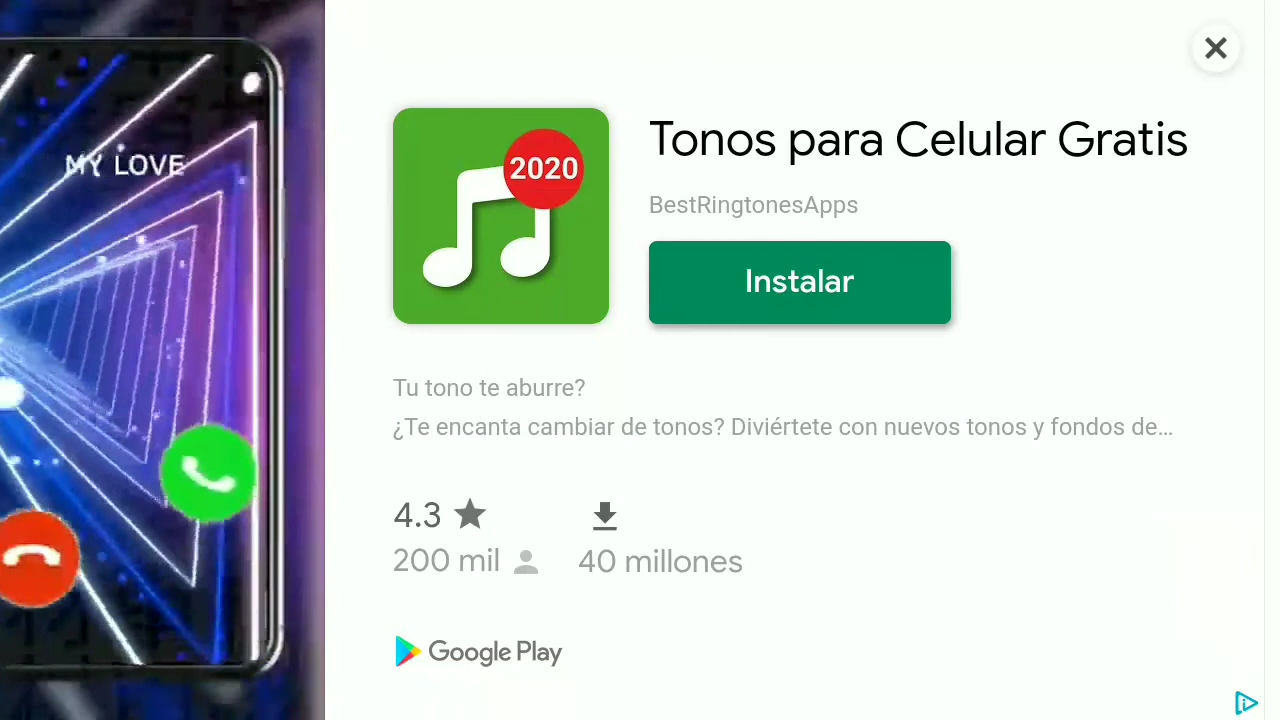 MY LOVE
2020
Tonos para Celular Gratis
BestRingtonesApps
Instalar
Tu tono te aburre?
¿Te encanta cambiar de tonos? Diviértete con nuevos tonos y fondos de...
4.3
200 mil
40 millones
Google Play